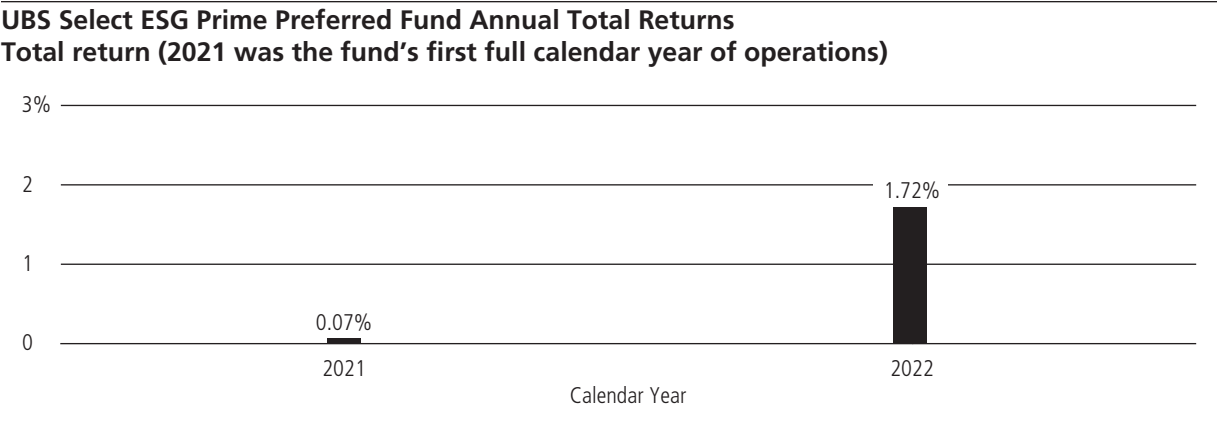 UBS Select ESG Prime Preferred Fund Annual Total Returns
Total return (2021 was the fund’s first full calendar year of operations)
3%
2
1.72%
1
0.07%
0
2021
2022
Calendar Year